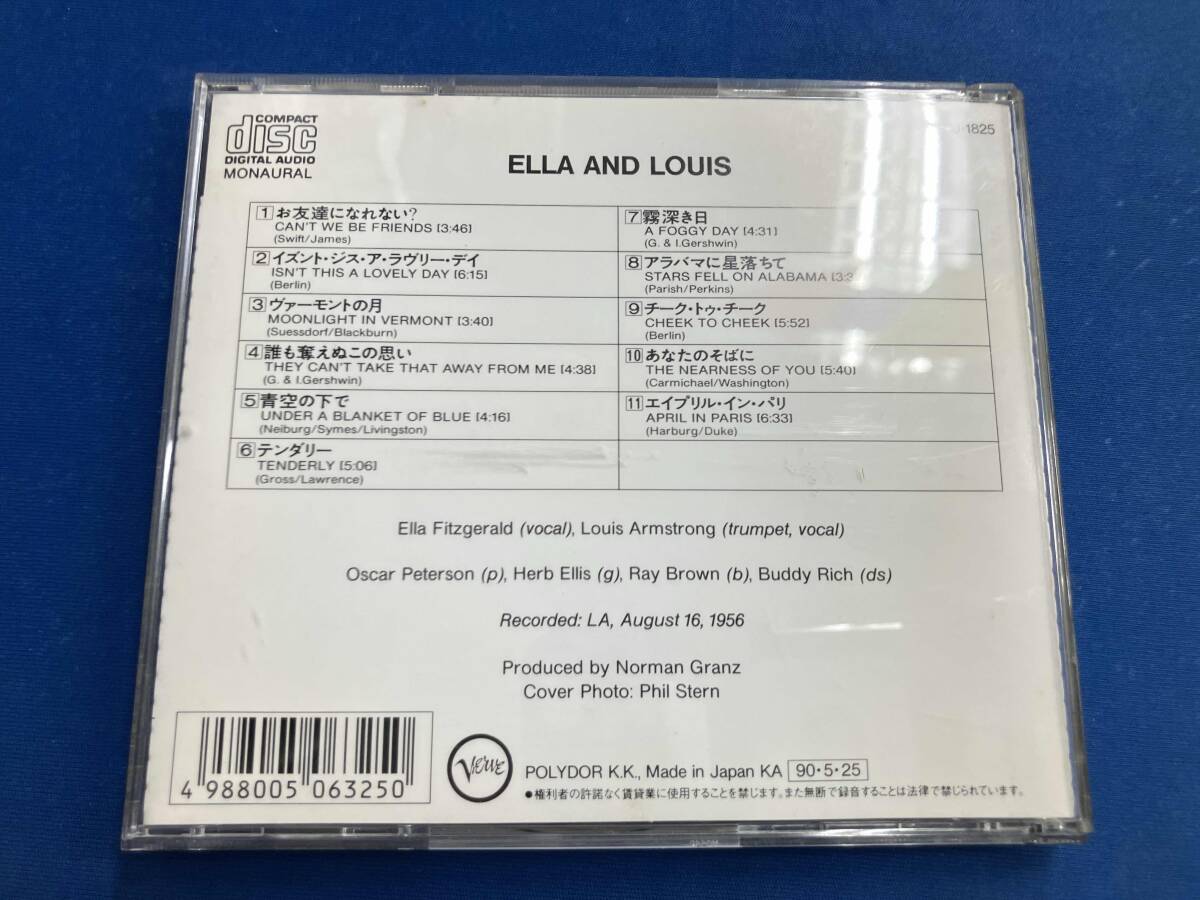 COMPACT
disc
DIGITAL AUDIO
MONAURAL
1825
ELLA AND LOUIS
1 お友達になれない?
CAN'T WE BE FRIENDS [3:46]
(Swift/James)
2 イズント・ジス・ア・ラヴリー・デイ
ISN'T THIS A LOVELY DAY [6:15]
(Berlin)
3 ヴァーモントの月
MOONLIGHT IN VERMONT [3:40]
(Suessdorf/Blackburn)
4 誰も奪えぬこの思い
THEY CAN'T TAKE THAT AWAY FROM ME [4:38]
(G. & I.Gershwin)
5 青空の下で
UNDER A BLANKET OF BLUE [4:16]
(Neiburg/Symes/Livingston)
6 テンダリー
TENDERLY [5:06]
(Gross/Lawrence)
7 霧深き日
A FOGGY DAY [4:31]
(G. & I.Gershwin)
8 アラバマに星落ちて
STARS FELL ON ALABAMA
(Parish/Perkins)
9 チーク・トゥ・チーク
CHEEK TO CHEEK [5:52]
(Berlin)
10 あなたのそばに
THE NEARNESS OF YOU [5:40]
(Carmichael/Washington)
11 エイプリル・イン・パリ
APRIL IN PARIS [6:33]
(Harburg/Duke)
Ella Fitzgerald (vocal), Louis Armstrong (trumpet, vocal)
Oscar Peterson (p), Herb Ellis (g), Ray Brown (b), Buddy Rich (ds)
Recorded: LA, August 16, 1956
Produced by Norman Granz
Cover Photo: Phil Stern
4 988005 063250
Verve
POLYDOR K.K., Made in Japan KA 90・5・25
●権利者の許諾なく賃貸業に使用することを禁じます。また無断で録音することは法律で禁じられています。